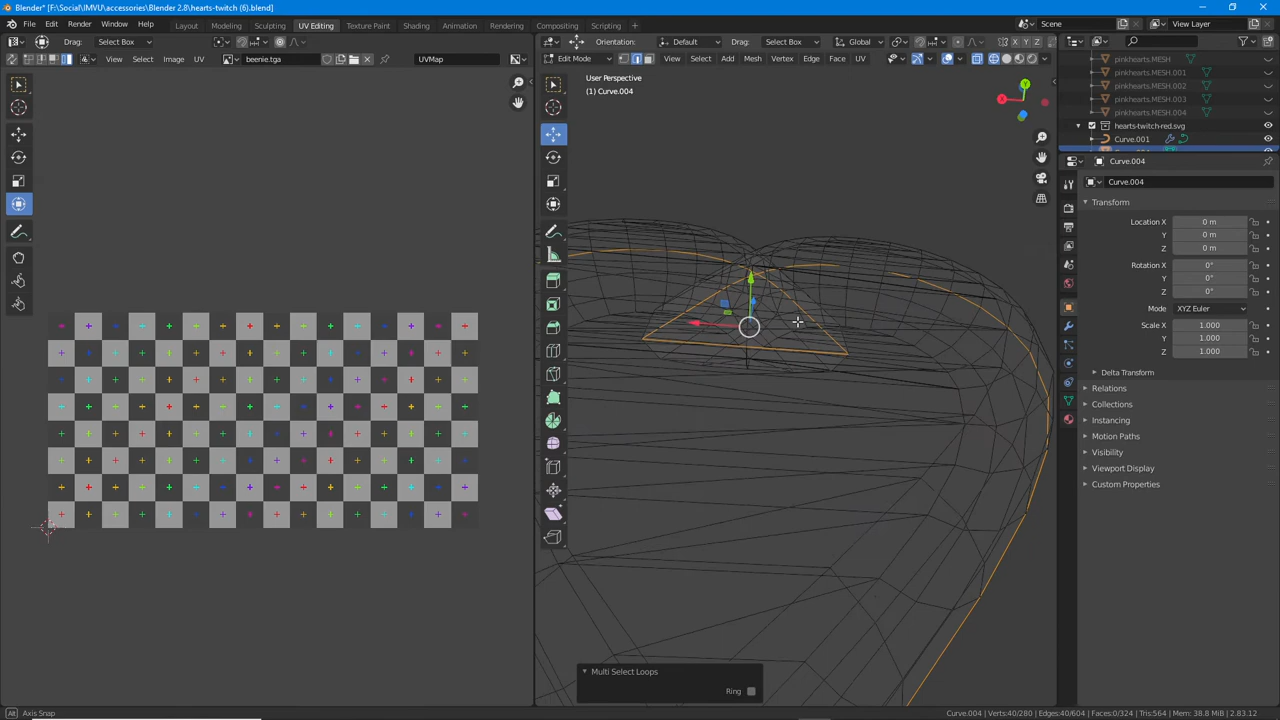 Blender* [F:\Social\IMVU\accessories\Blender 2.8\hearts-twitch (6).blend]
File Edit Render Window Help Layout Modeling Sculpting UV Editing Texture Paint Shading Animation Rendering Compositing Scripting Scene View Layer
Drag: Select Box Orientation: Default Drag: Select Box Global X Y Z
View Select Image UV beenie.tga UVMap Edit Mode View Select Add Mesh Vertex Edge Face UV
User Perspective
(1) Curve.004
pinkhearts.MESH
pinkhearts.MESH.001
pinkhearts.MESH.002
pinkhearts.MESH.003
pinkhearts.MESH.004
hearts-twitch-red.svg
Curve.001
Curve.004
Curve.004
Transform
Location X 0 m
Y 0 m
Z 0 m
Rotation X 0°
Y 0°
Z 0°
Mode XYZ Euler
Scale X 1.000
Y 1.000
Z 1.000
Delta Transform
Relations
Collections
Instancing
Motion Paths
Visibility
Viewport Display
Custom Properties
Multi Select Loops
Ring
Alt Axis Snap
Curve.004 | Verts:40/280 | Edges:40/604 | Faces:0/324 | Tris:564 | Mem: 38.8 MiB | 2.83.12